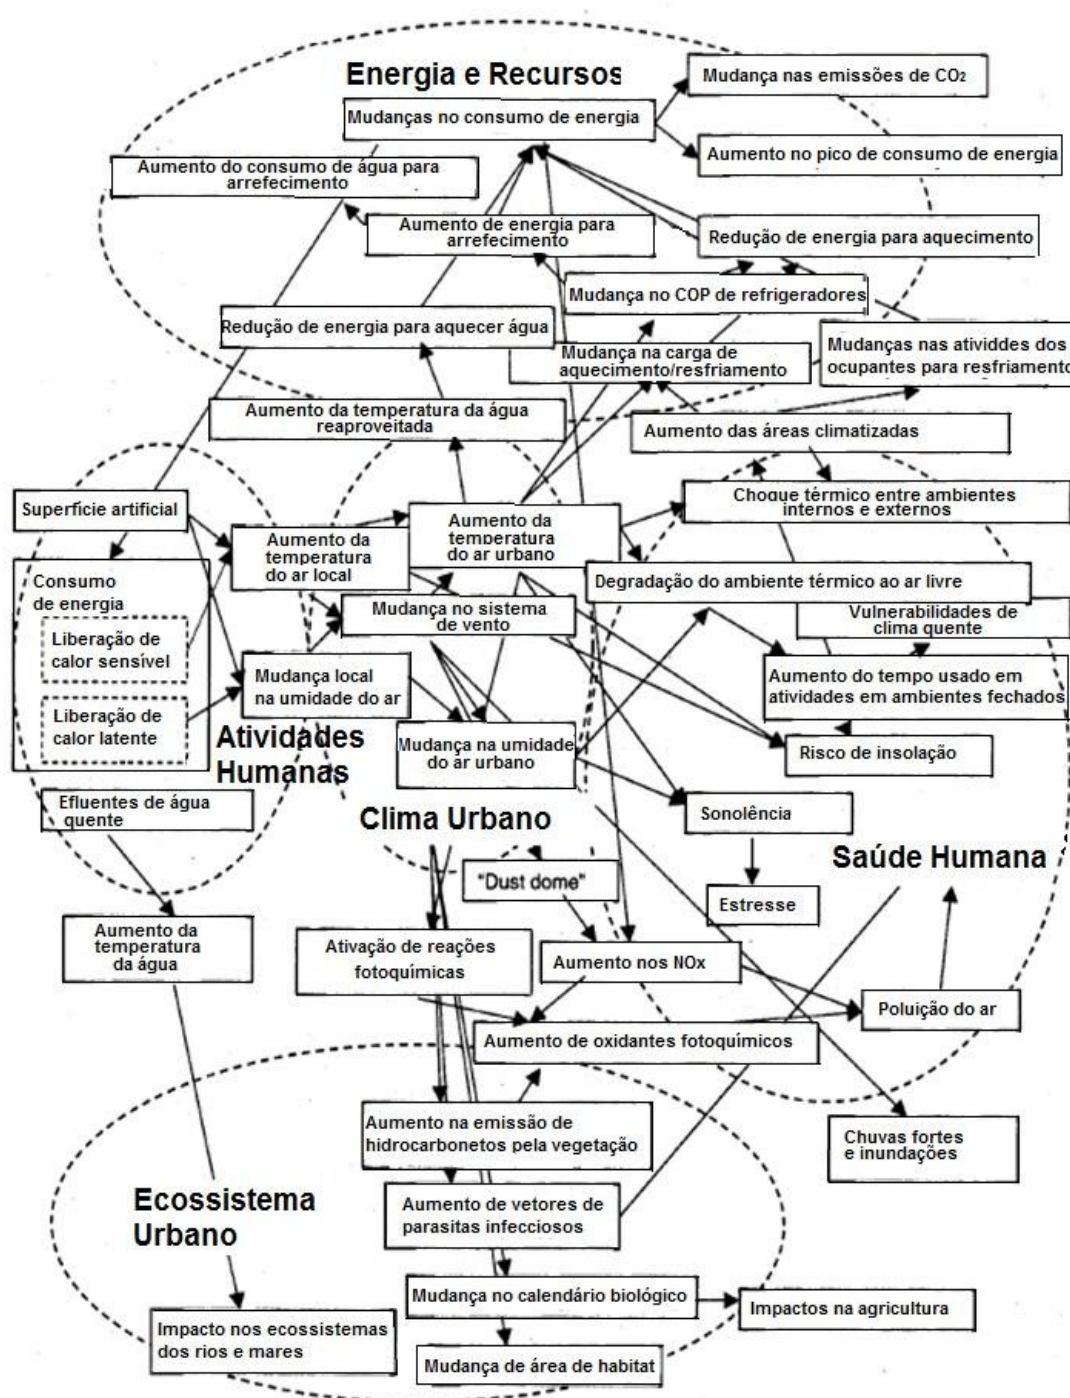 Energia e Recursos
Mudança nas emissões de CO2
Mudanças no consumo de energia
Aumento no pico de consumo de energia
Aumento do consumo de água para
arrefecimento
Aumento de energia para
arrefecimento
Redução de energia para aquecimento
Mudança no COP de refrigeradores
Redução de energia para aquecer água
Mudança na carga de
aquecimento/resfriamento
Mudanças nas atividdes dos
ocupantes para resfriamento
Aumento da temperatura da água
reaproveitada
Aumento das áreas climatizadas
Superfície artificial
Aumento da
temperatura
do ar local
Aumento da
temperatura
do ar urbano
Choque térmico entre ambientes
internos e externos
Consumo
de energia
Liberação de
calor sensível
Liberação de
calor latente
Mudança no sistema
de vento
Degradação do ambiente térmico ao ar livre
Vulnerabilidades de
clima quente
Mudança local
na umidade do ar
Aumento do tempo usado em
atividades em ambientes fechados
Atividades
Humanas
Mudança na umidade
do ar urbano
Risco de insolação
Efluentes de água
quente
Clima Urbano
Sonolência
Saúde Humana
"Dust dome"
Estresse
Aumento da
temperatura
da água
Ativação de reações
fotoquímicas
Aumento nos NOx
Poluição do ar
Aumento de oxidantes fotoquímicos
Aumento na emissão de
hidrocarbonetos pela vegetação
Chuvas fortes
e inundações
Ecossistema
Urbano
Aumento de vetores de
parasitas infecciosos
Mudança no calendário biológico
Impactos na agricultura
Impacto nos ecossistemas
dos rios e mares
Mudança de área de habitat